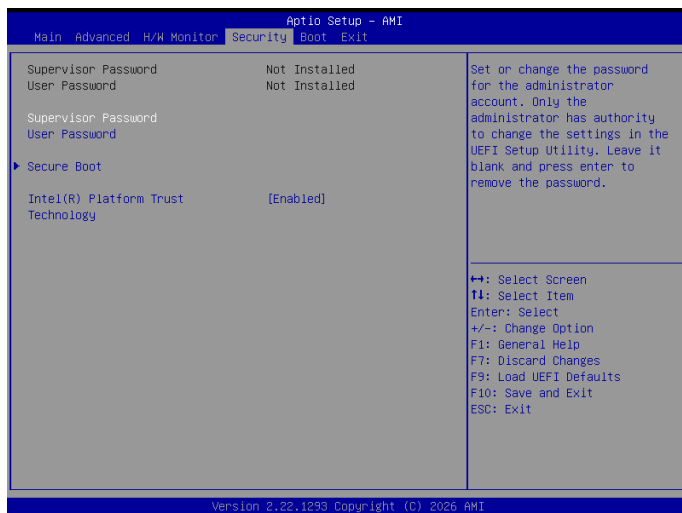 Aptio Setup – AMI
Main Advanced H/W Monitor Security Boot Exit
Supervisor Password Not Installed
User Password Not Installed
Supervisor Password
User Password
Secure Boot
Intel(R) Platform Trust [Enabled]
Technology
Set or change the password
for the administrator
account. Only the
administrator has authority
to change the settings in the
UEFI Setup Utility. Leave it
blank and press enter to
remove the password.
↔: Select Screen
↑↓: Select Item
Enter: Select
+/-: Change Option
F1: General Help
F7: Discard Changes
F9: Load UEFI Defaults
F10: Save and Exit
ESC: Exit
Version 2.22.1293 Copyright (C) 2026 AMI